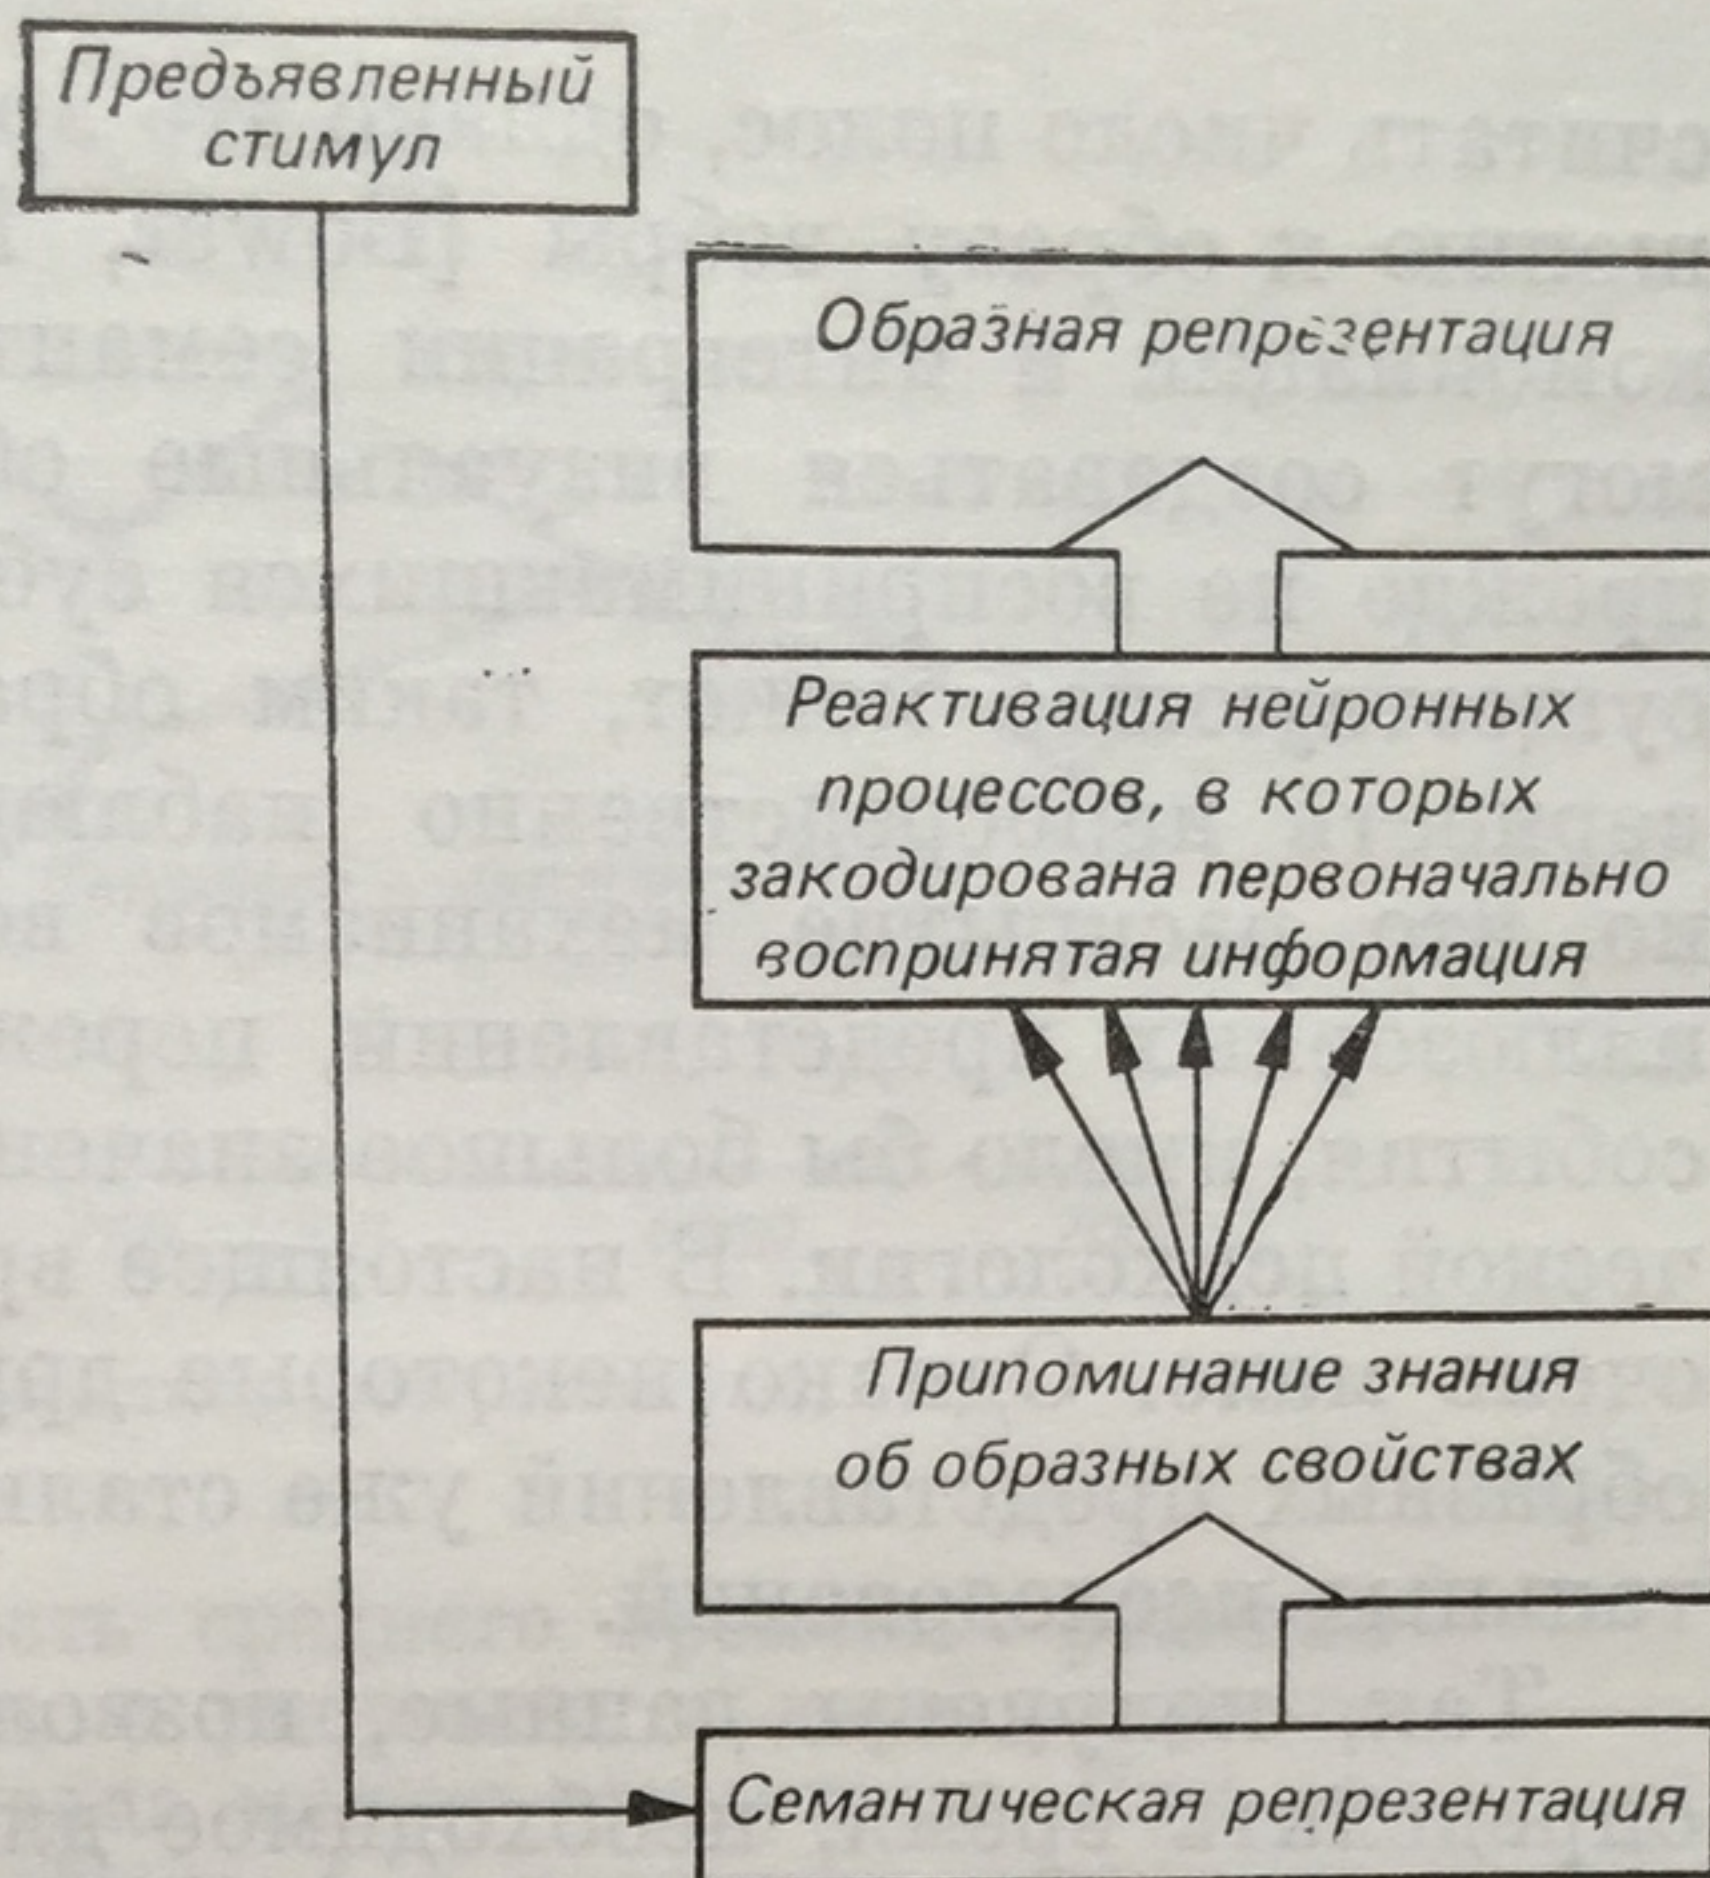 Предъявленный
стимул
Образная репрезентация
Реактивация нейронных
процессов, в которых
закодирована первоначально
воспринятая информация
Припоминание знания
об образных свойствах
Семантическая репрезентация